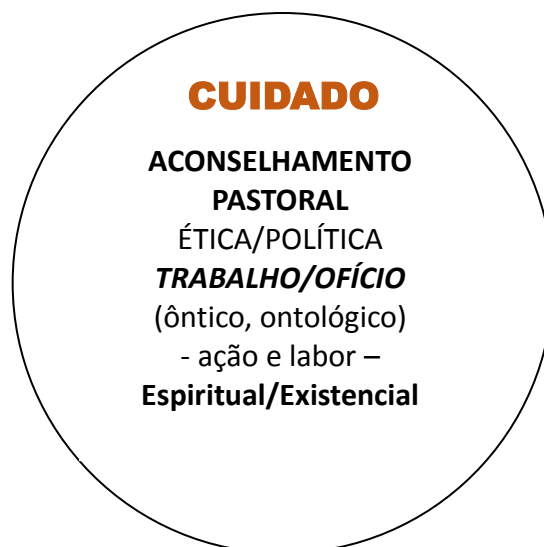 CUIDADO
ACONSELHAMENTO
PASTORAL
ÉTICA/POLÍTICA
TRABALHO/OFÍCIO
(ôntico, ontológico)
- ação e labor –
Espiritual/Existencial